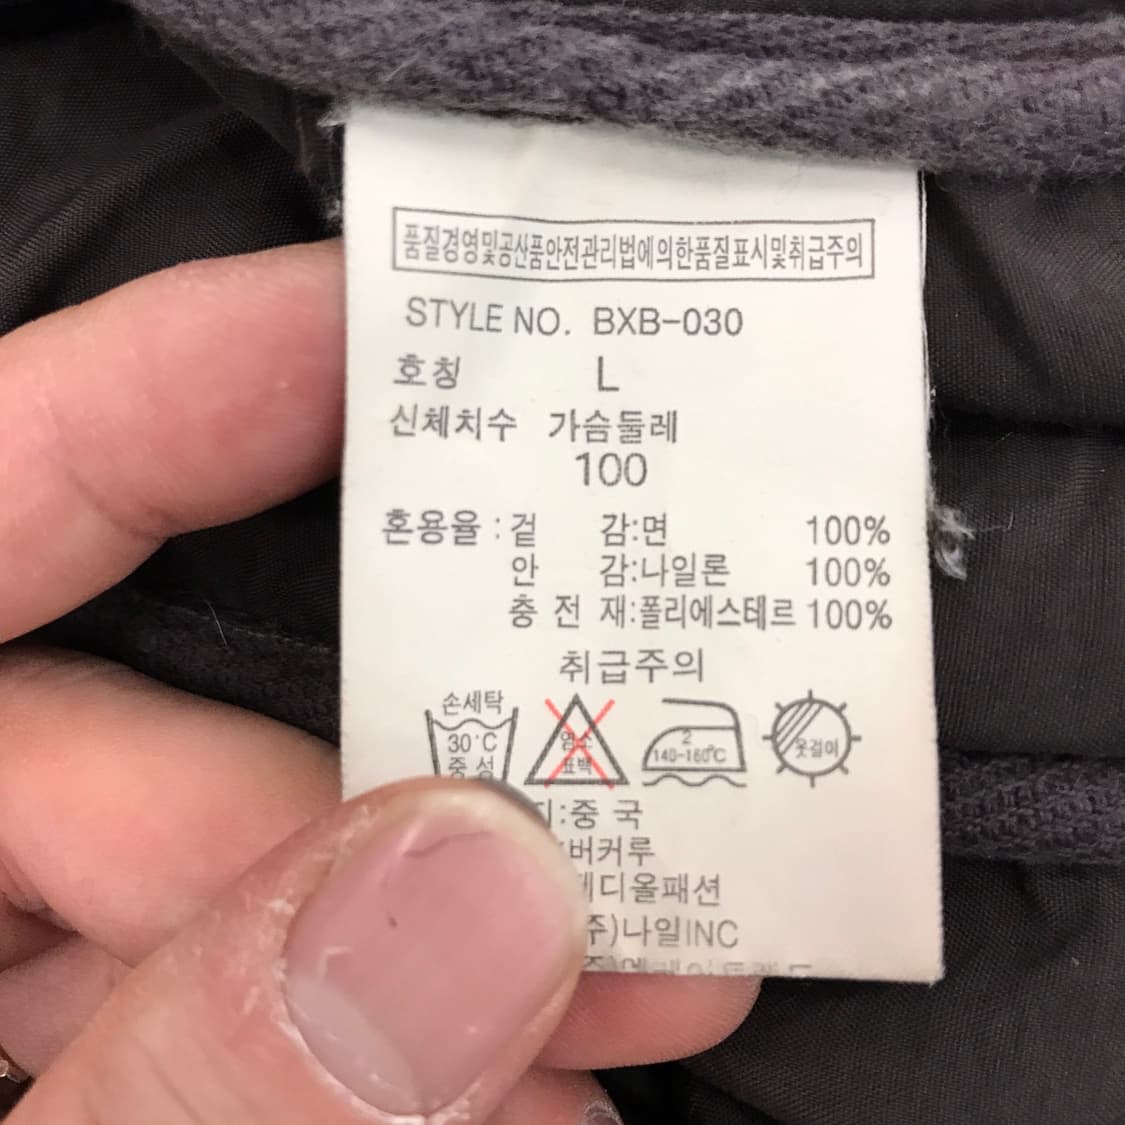 품질경영및공산품안전관리법에의한품질표시및취급주의
STYLE NO. BXB-030
호칭 L
신체치수 가슴둘레
100
혼용율 : 겉 감:면 100%
안 감:나일론 100%
충 전 재:폴리에스테르 100%
취급주의
손세탁
30°C
중성
염소
표백
2
140-160°C
옷걸이
:중국
버커루
디올패션
주)나일INC